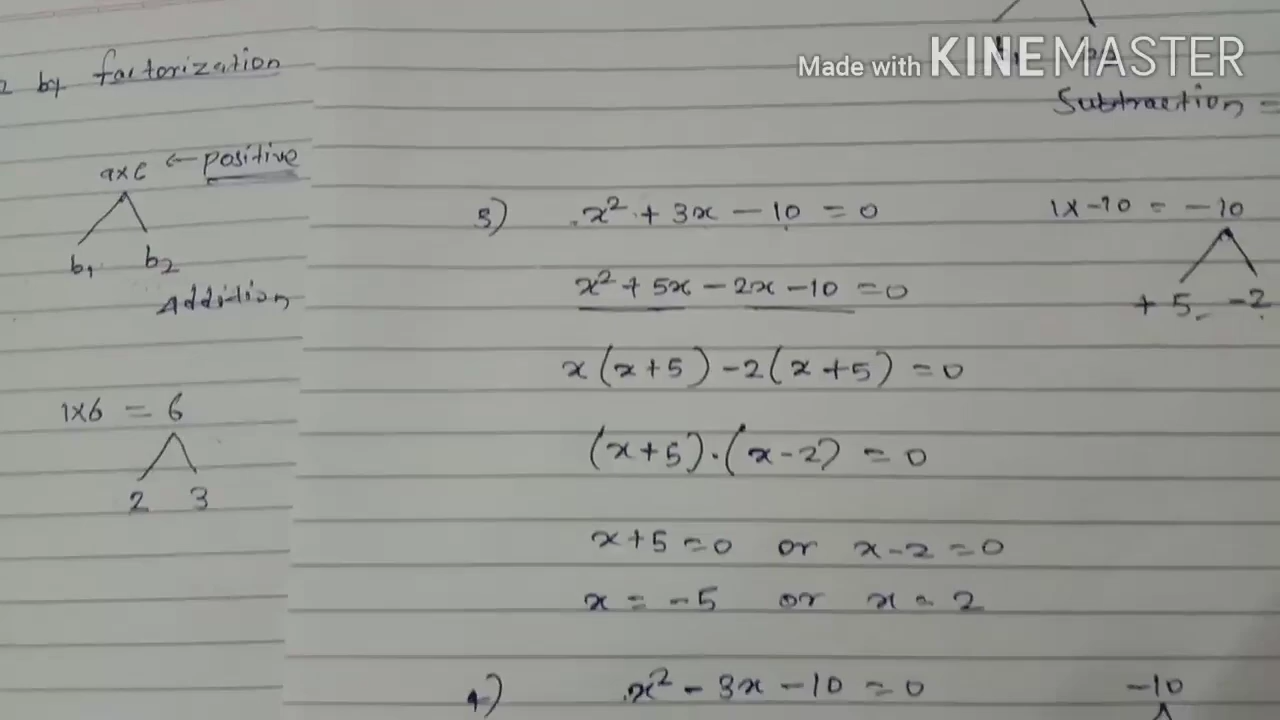 by factorization
a×c ← positive
b₁ b₂
Addition
1×6 = 6
2 3
Made with KINEMASTER
Subtraction =
3) x² + 3x - 10 = 0
1×-10 = -10
+5 -2
x² + 5x - 2x - 10 = 0
x(x+5) -2(x+5) = 0
(x+5)·(x-2) = 0
x+5=0 or x-2=0
x = -5 or x = 2
4) x² - 3x - 10 = 0
-10